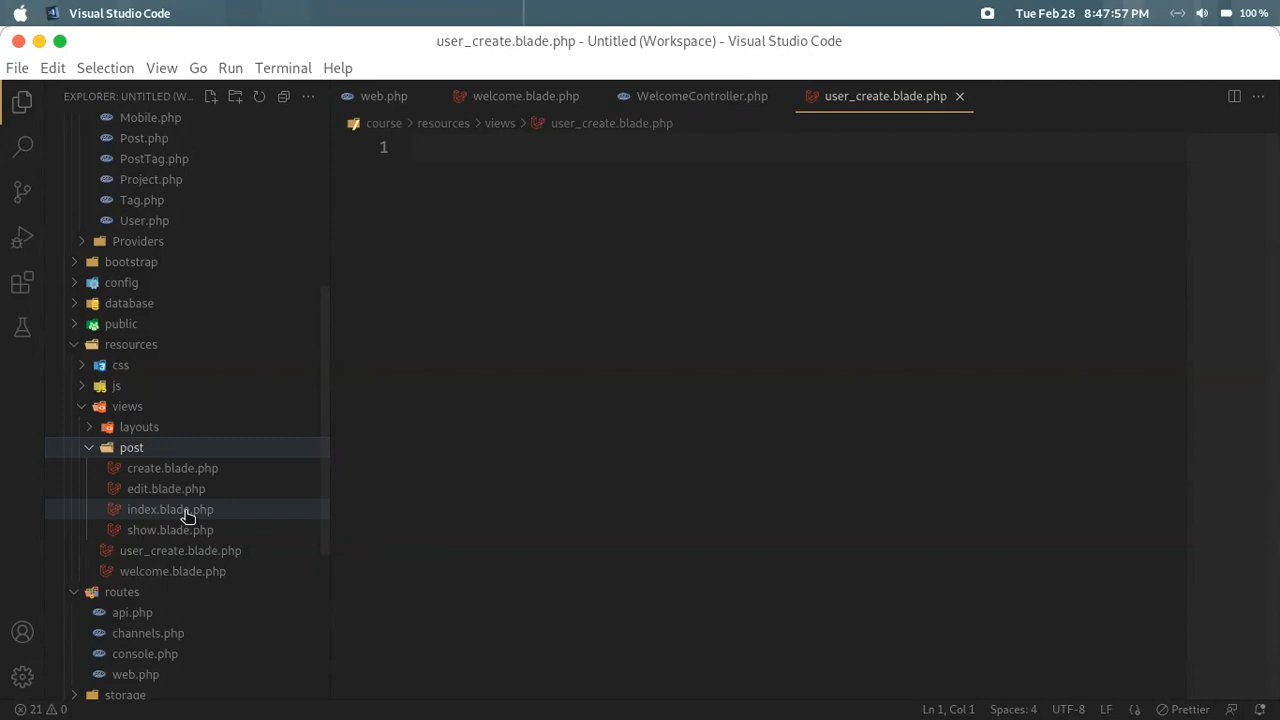 Visual Studio Code
Tue Feb 28 8:47:57 PM
100 %
user_create.blade.php - Untitled (Workspace) - Visual Studio Code
File Edit Selection View Go Run Terminal Help
EXPLORER: UNTITLED (W...
web.php
welcome.blade.php
WelcomeController.php
user_create.blade.php
course > resources > views > user_create.blade.php
1
Mobile.php
Post.php
PostTag.php
Project.php
Tag.php
User.php
Providers
bootstrap
config
database
public
resources
css
js
views
layouts
post
create.blade.php
edit.blade.php
index.blade.php
show.blade.php
user_create.blade.php
welcome.blade.php
routes
api.php
channels.php
console.php
web.php
storage
21 0
Ln 1, Col 1
Spaces: 4
UTF-8
LF
Prettier